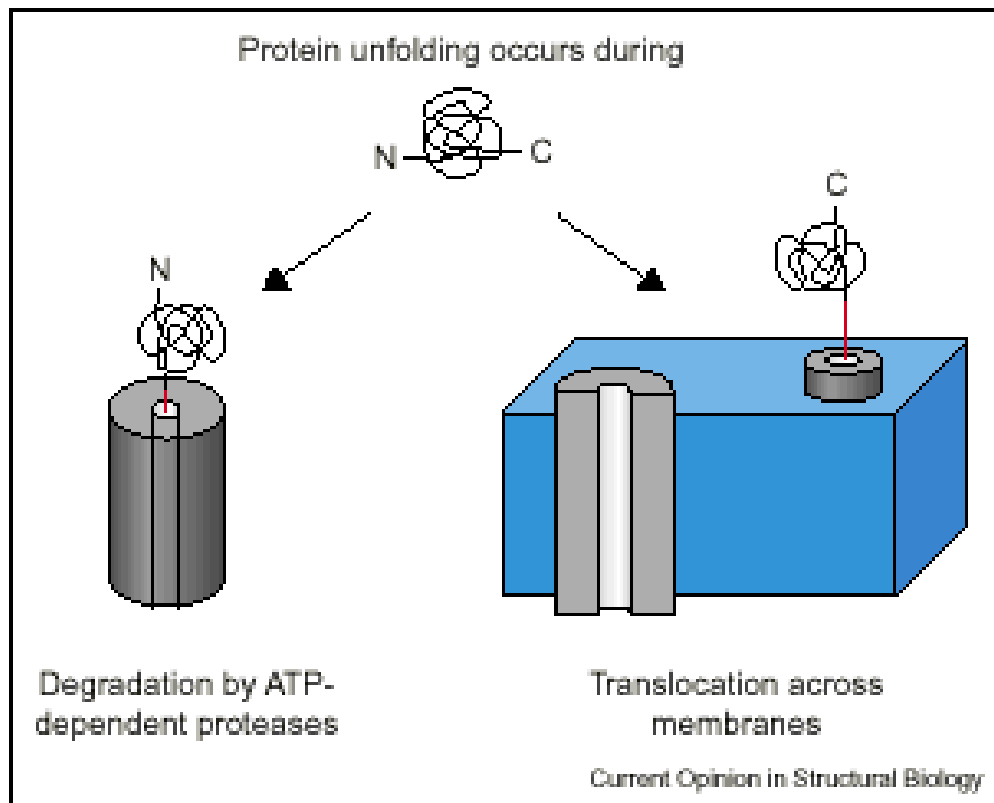 Protein unfolding occurs during
N
C
C
N
Degradation by ATP-
dependent proteases
Translocation across
membranes
Current Opinion in Structural Biology